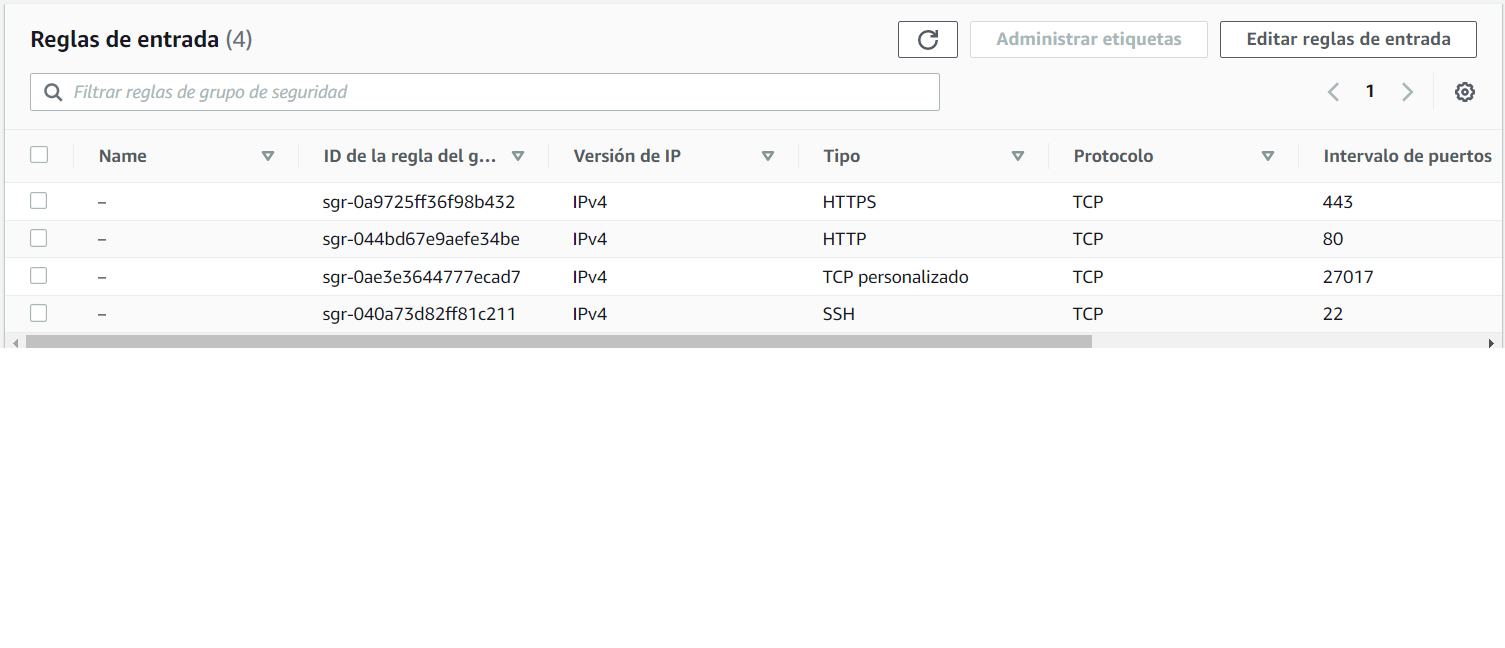 Reglas de entrada (4) Administrar etiquetas Editar reglas de entrada
Filtrar reglas de grupo de seguridad 1
Name ID de la regla del g... Versión de IP Tipo Protocolo Intervalo de puertos
– sgr-0a9725ff36f98b432 IPv4 HTTPS TCP 443
– sgr-044bd67e9aefe34be IPv4 HTTP TCP 80
– sgr-0ae3e3644777ecad7 IPv4 TCP personalizado TCP 27017
– sgr-040a73d82ff81c211 IPv4 SSH TCP 22